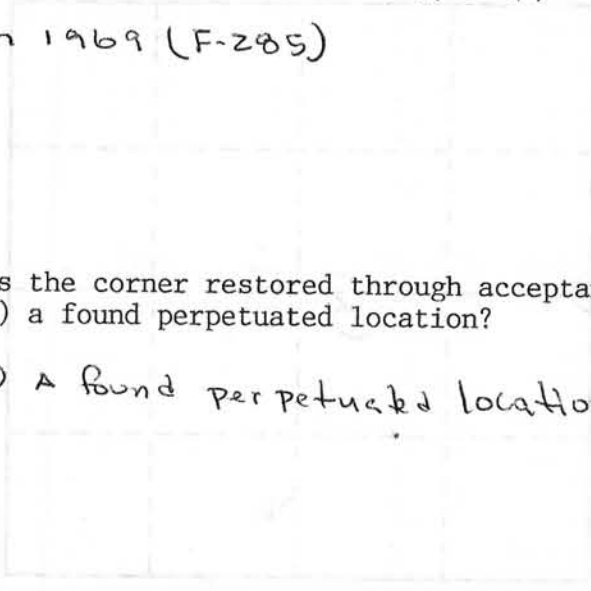 n 1969 (F-285)
s the corner restored through accepta
) a found perpetuated location?
) A found perpetuated locatio